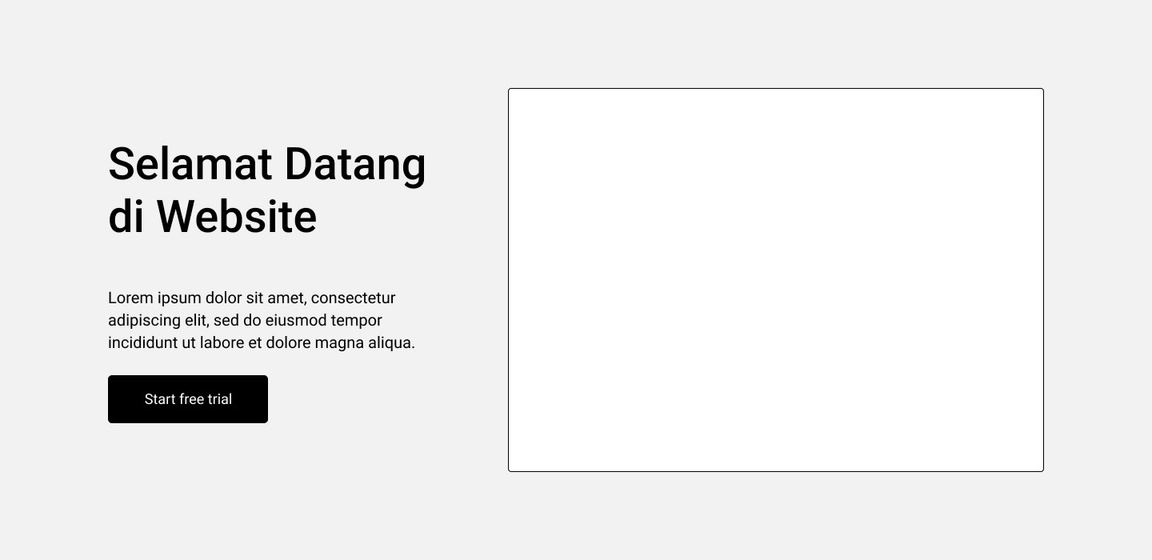 Selamat Datang
di Website
Lorem ipsum dolor sit amet, consectetur
adipiscing elit, sed do eiusmod tempor
incididunt ut labore et dolore magna aliqua.
Start free trial